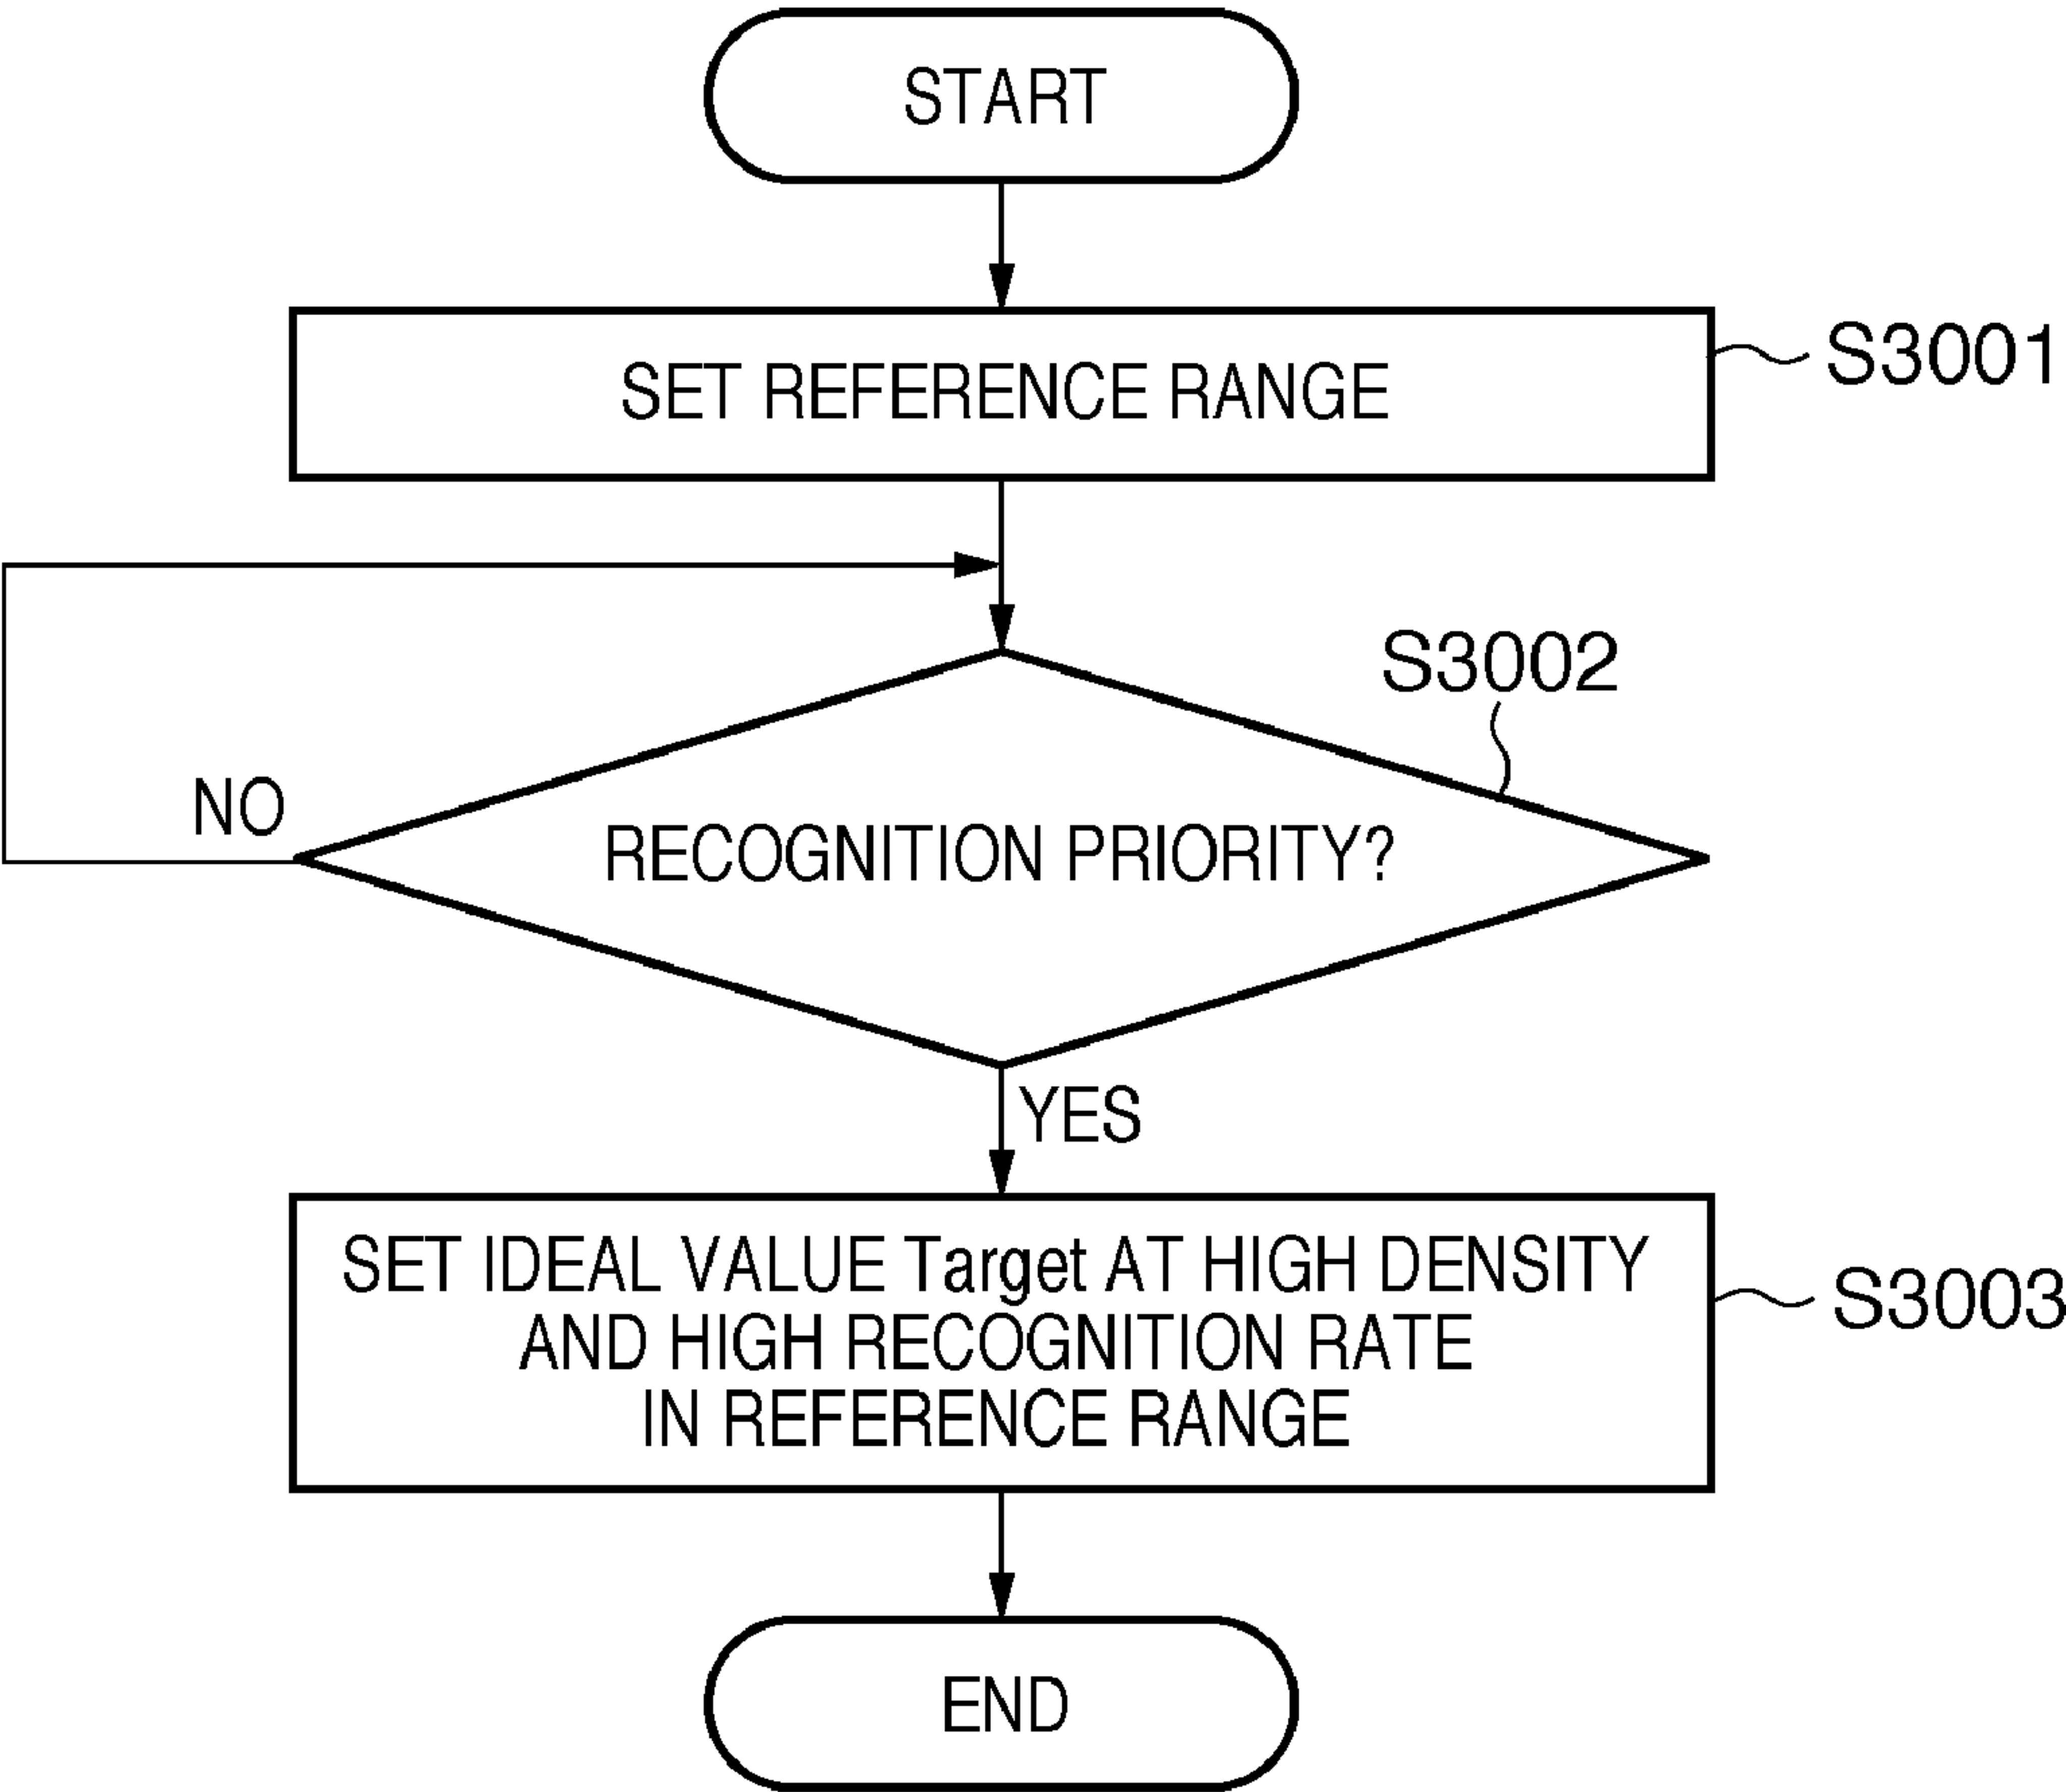 START
SET REFERENCE RANGE
S3001
S3002
NO
RECOGNITION PRIORITY?
YES
SET IDEAL VALUE Target AT HIGH DENSITY
AND HIGH RECOGNITION RATE
IN REFERENCE RANGE
S3003
END